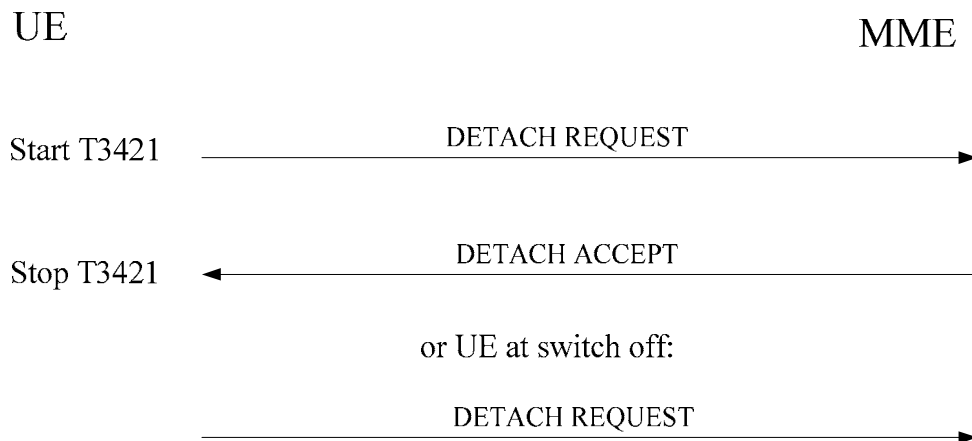 UE MME
Start T3421 DETACH REQUEST
Stop T3421 DETACH ACCEPT
or UE at switch off:
DETACH REQUEST